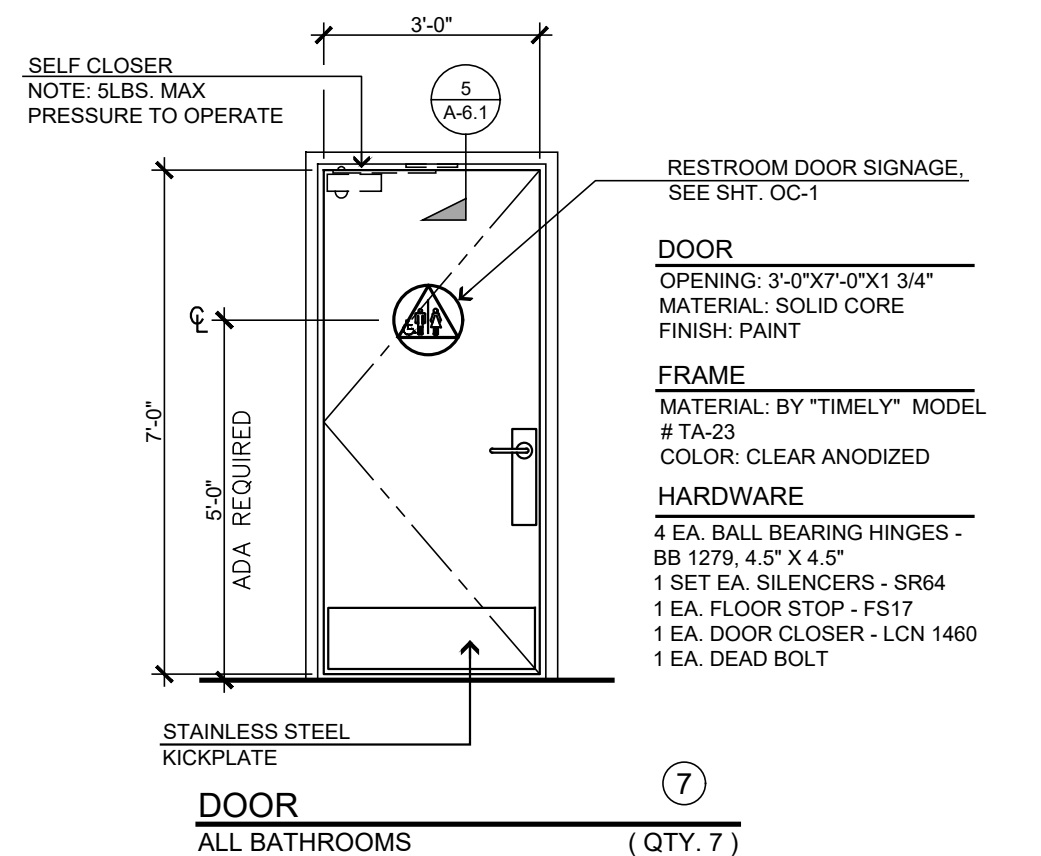 3'-0"
SELF CLOSER
NOTE: 5LBS. MAX
PRESSURE TO OPERATE
5
A-6.1
RESTROOM DOOR SIGNAGE,
SEE SHT. OC-1
DOOR
OPENING: 3'-0"X7'-0"X1 3/4"
MATERIAL: SOLID CORE
FINISH: PAINT
FRAME
MATERIAL: BY "TIMELY" MODEL
# TA-23
COLOR: CLEAR ANODIZED
HARDWARE
4 EA. BALL BEARING HINGES -
BB 1279, 4.5" X 4.5"
1 SET EA. SILENCERS - SR64
1 EA. FLOOR STOP - FS17
1 EA. DOOR CLOSER - LCN 1460
1 EA. DEAD BOLT
℄
7'-0"
5'-0"
ADA REQUIRED
STAINLESS STEEL
KICKPLATE
7
DOOR
ALL BATHROOMS ( QTY. 7 )